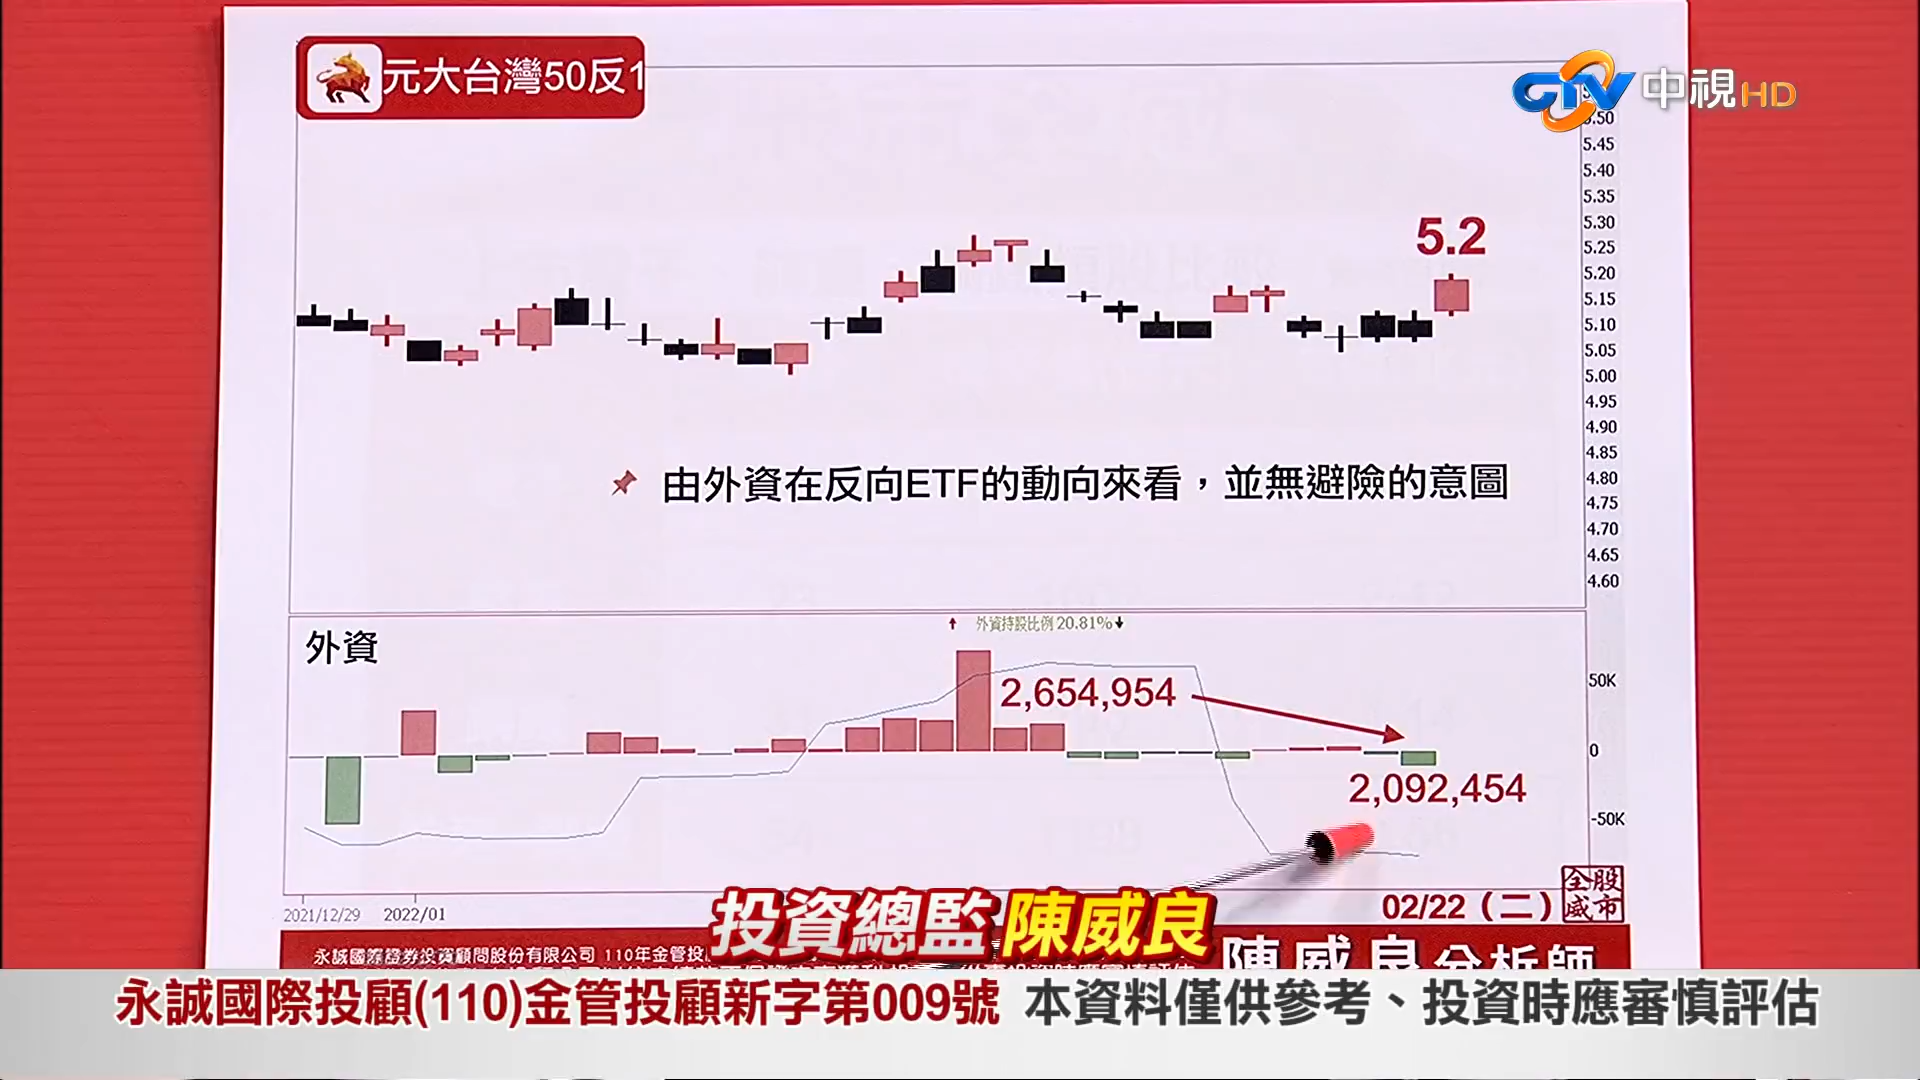 元大台灣50反1
CTV 中視HD
5.50
5.45
5.40
5.35
5.30
5.25
5.20
5.15
5.10
5.05
5.00
4.95
4.90
4.85
4.80
4.75
4.70
4.65
4.60
5.2
由外資在反向ETF的動向來看，並無避險的意圖
外資
外資持股比例 20.81%
50K
0
-50K
2,654,954
2,092,454
2021/12/29
2022/01
02/22（二）
全股威市
投資總監 陳威良
永誠國際證券投資顧問股份有限公司 110年金管投
陳威良分析師
永誠國際投顧(110)金管投顧新字第009號 本資料僅供參考、投資時應審慎評估